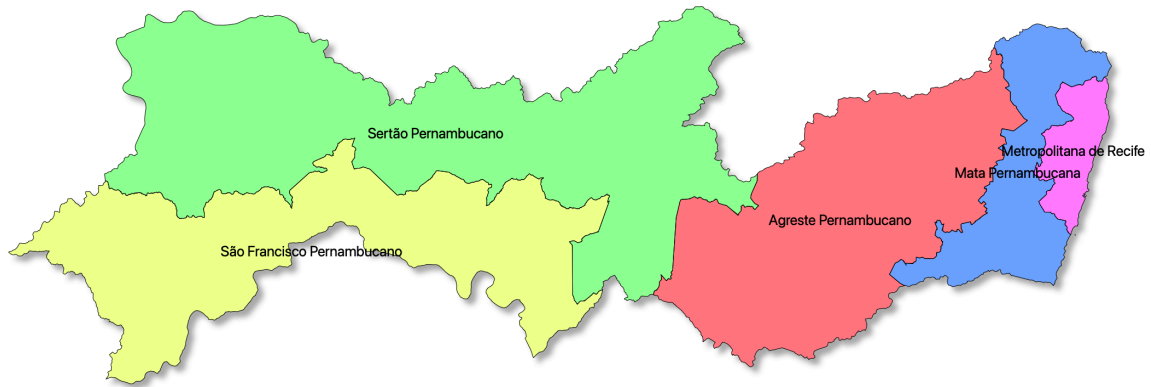 Sertão Pernambucano
Metropolitana de Recife
Mata Pernambucana
Agreste Pernambucano
São Francisco Pernambucano